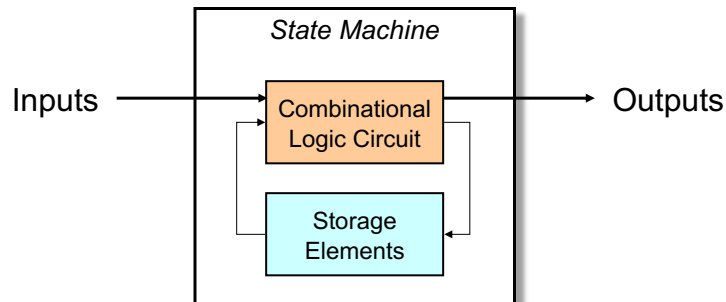 State Machine
Inputs
Combinational
Logic Circuit
Outputs
Storage
Elements